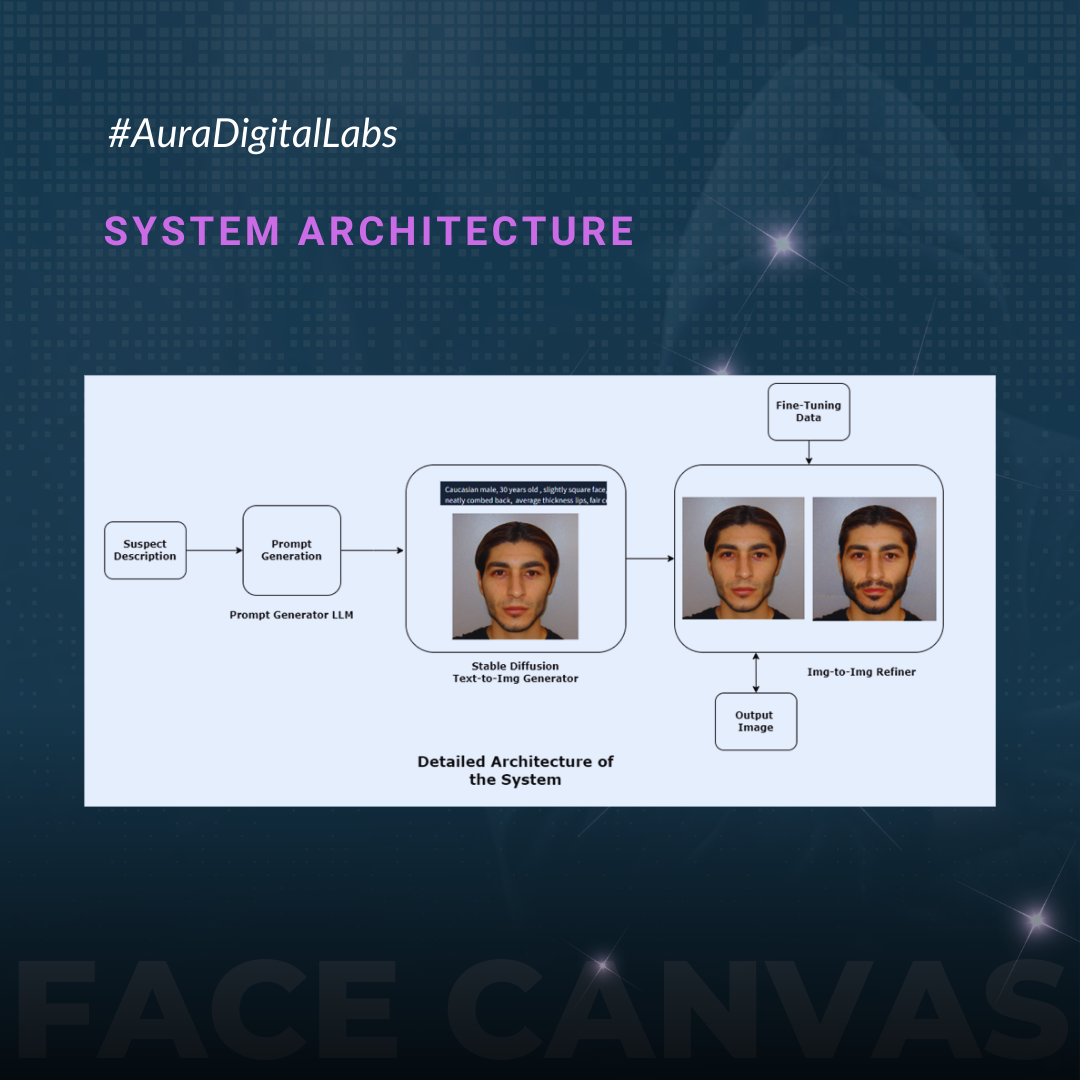 #AuraDigitalLabs
SYSTEM ARCHITECTURE
Fine-Tuning
Data
Caucasian male, 30 years old , slightly square face,
neatly combed back, average thickness lips, fair c
Suspect
Description
Prompt
Generation
Prompt Generator LLM
Stable Diffusion
Text-to-Img Generator
Img-to-Img Refiner
Output
Image
Detailed Architecture of
the System
FACE CANVAS